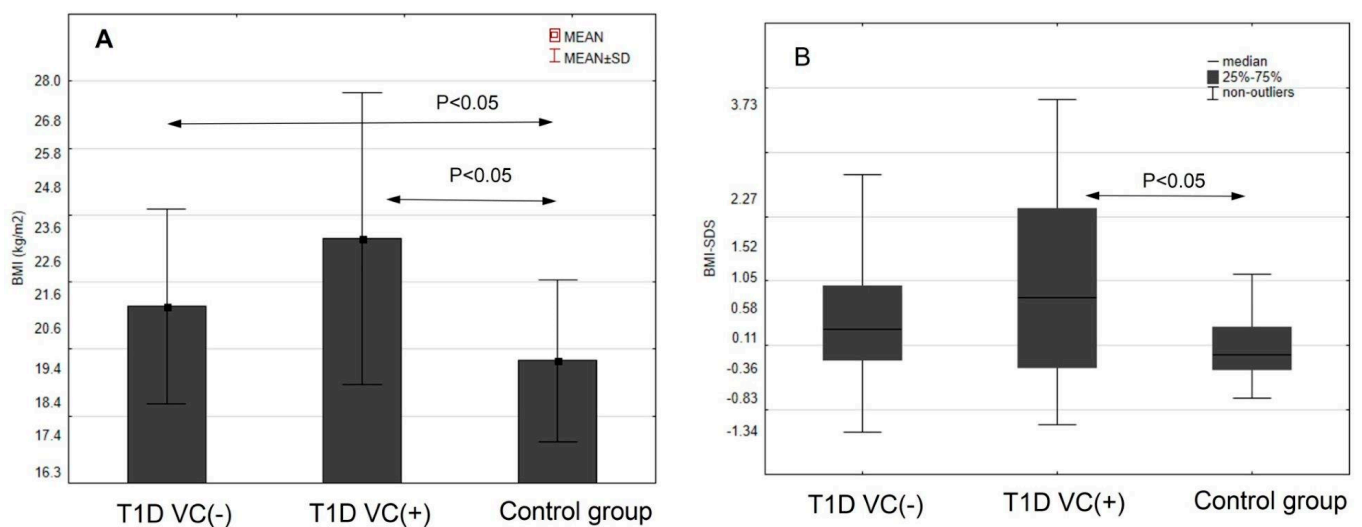 A
MEAN
MEAN±SD
28.0
26.8
25.8
24.8
23.6
22.6
21.6
20.6
19.4
18.4
17.4
16.3
BMI (kg/m2)
P<0.05
P<0.05
T1D VC(-)
T1D VC(+)
Control group
B
median
25%-75%
non-outliers
3.73
2.27
1.52
1.05
0.58
0.11
-0.36
-0.83
-1.34
BMI-SDS
P<0.05
T1D VC(-)
T1D VC(+)
Control group